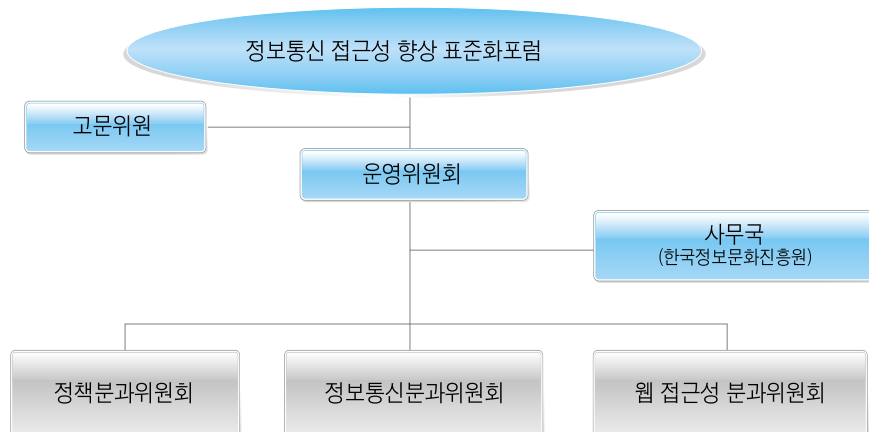 정보통신 접근성 향상 표준화포럼
고문위원
운영위원회
사무국
(한국정보문화진흥원)
정책분과위원회
정보통신분과위원회
웹 접근성 분과위원회